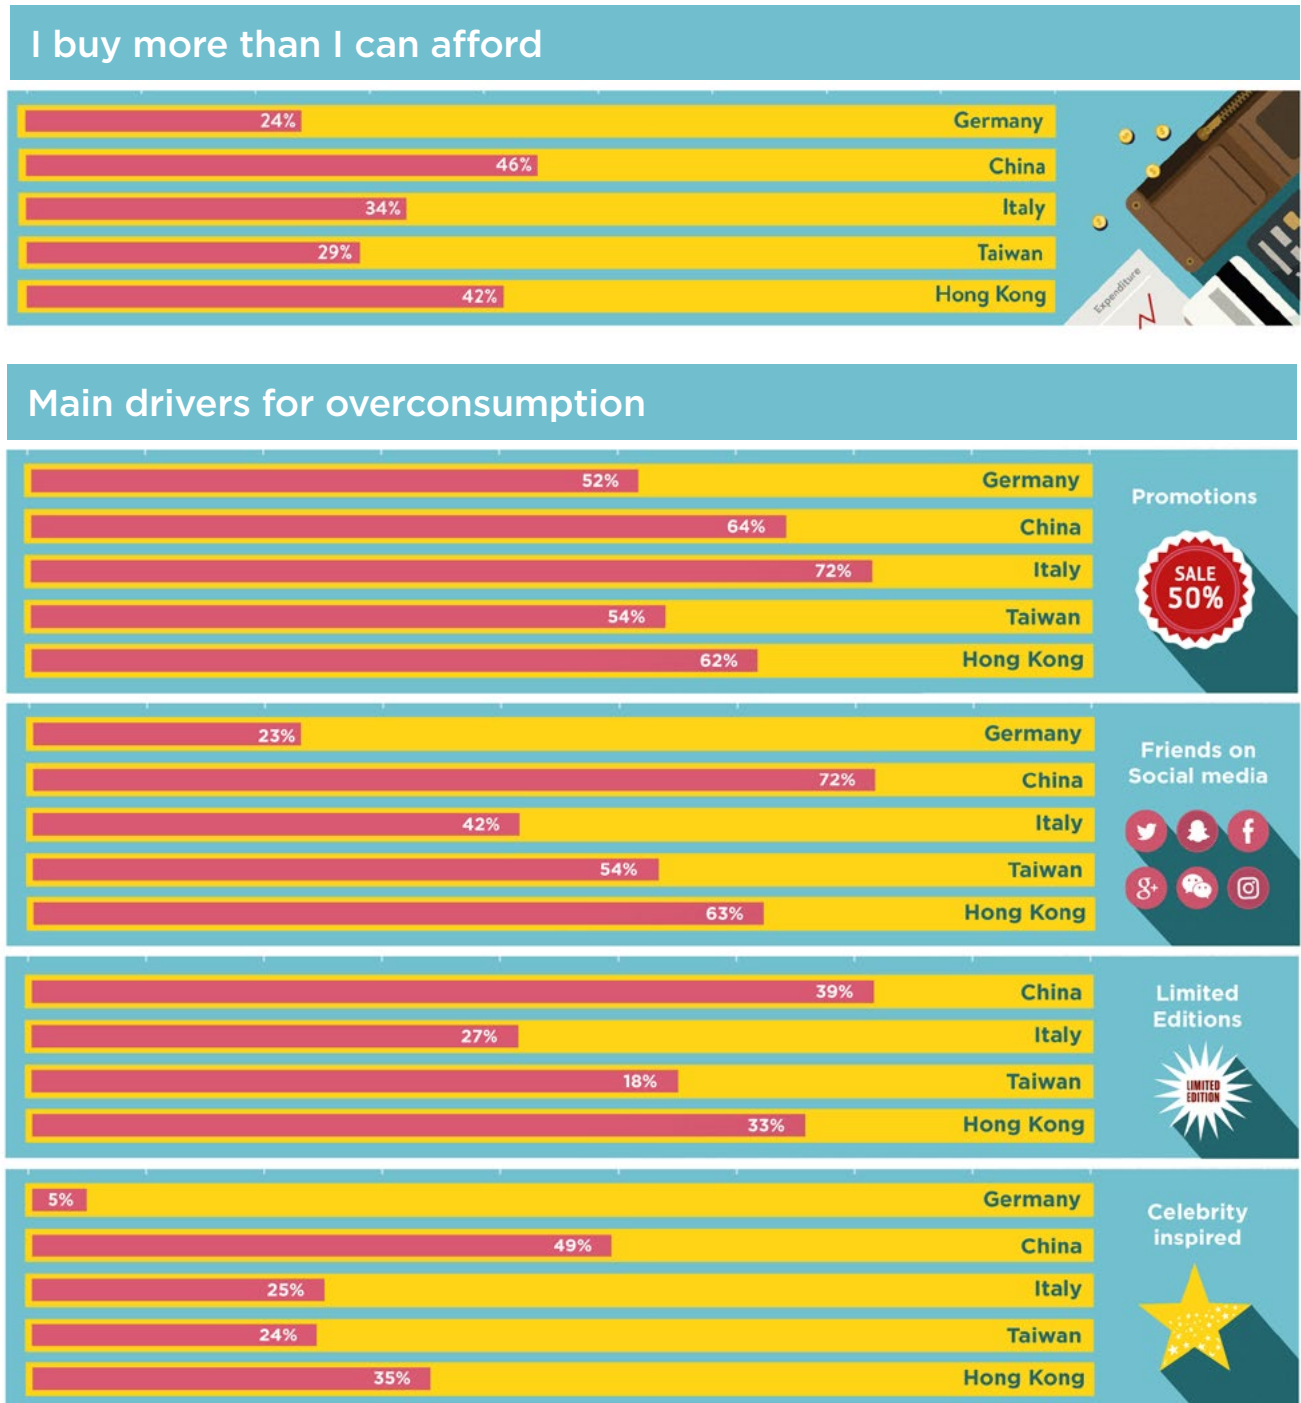 I buy more than I can afford
24% Germany
46% China
34% Italy
29% Taiwan
42% Hong Kong
Expenditure
Main drivers for overconsumption
52% Germany
64% China
72% Italy
54% Taiwan
62% Hong Kong
Promotions
SALE
50%
23% Germany
72% China
42% Italy
54% Taiwan
63% Hong Kong
Friends on
Social media
g+
39% China
27% Italy
18% Taiwan
33% Hong Kong
Limited
Editions
LIMITED
EDITION
5% Germany
49% China
25% Italy
24% Taiwan
35% Hong Kong
Celebrity
inspired